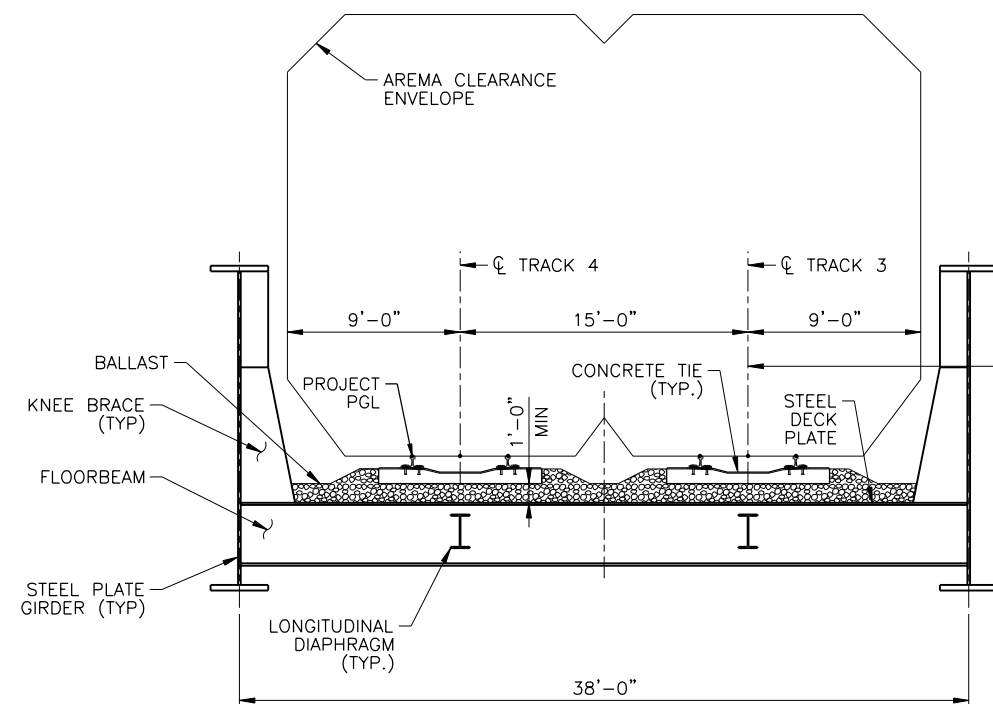 AREMA CLEARANCE
ENVELOPE
℄ TRACK 4
℄ TRACK 3
9'-0"
15'-0"
9'-0"
BALLAST
PROJECT
PGL
CONCRETE TIE
(TYP.)
1'-0"
MIN
STEEL
DECK
PLATE
KNEE BRACE
(TYP)
FLOORBEAM
STEEL PLATE
GIRDER (TYP)
LONGITUDINAL
DIAPHRAGM
(TYP.)
38'-0"